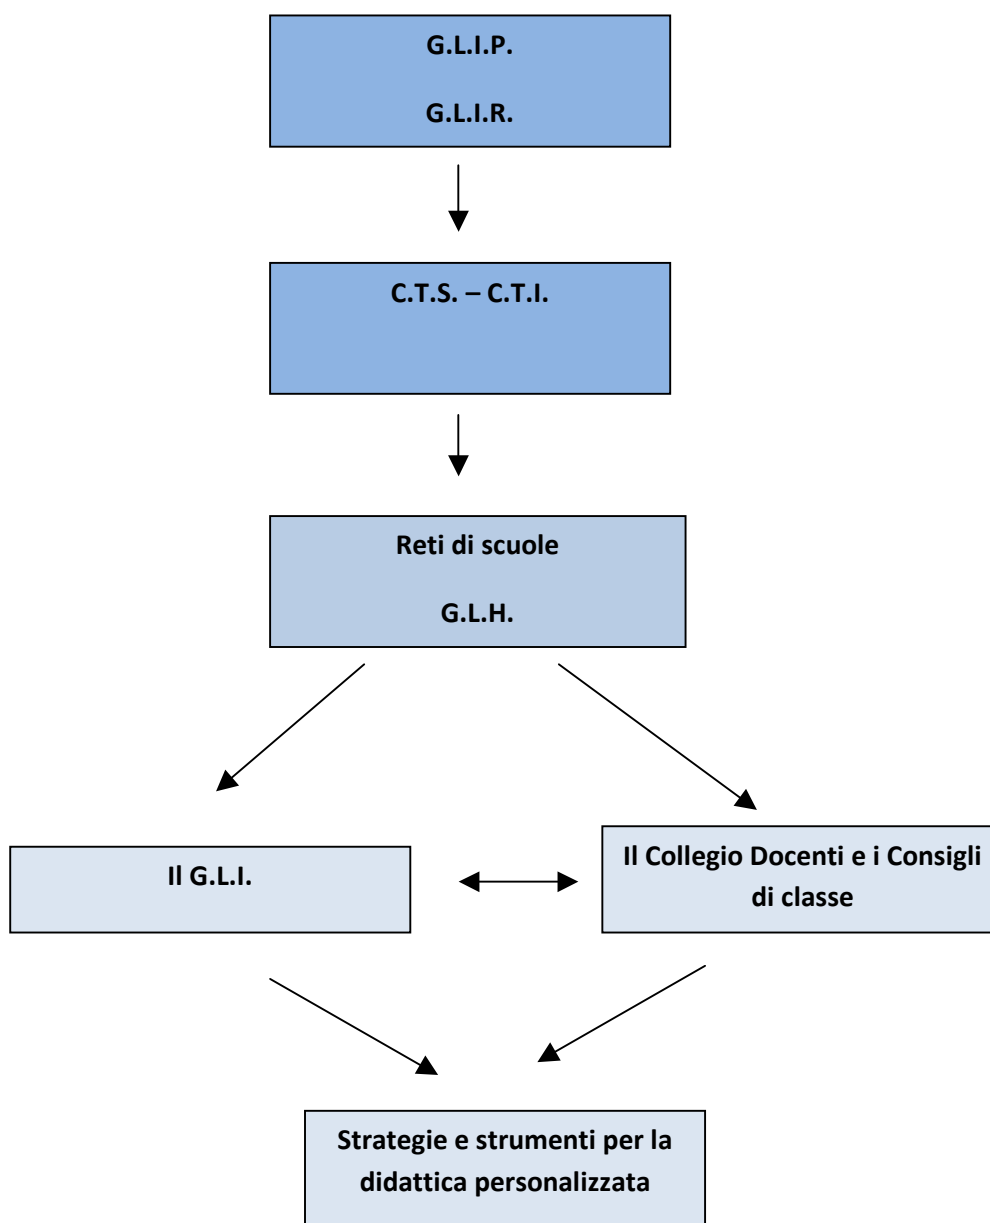 G.L.I.P.
G.L.I.R.
C.T.S. – C.T.I.
Reti di scuole
G.L.H.
Il G.L.I.
Il Collegio Docenti e i Consigli
di classe
Strategie e strumenti per la
didattica personalizzata